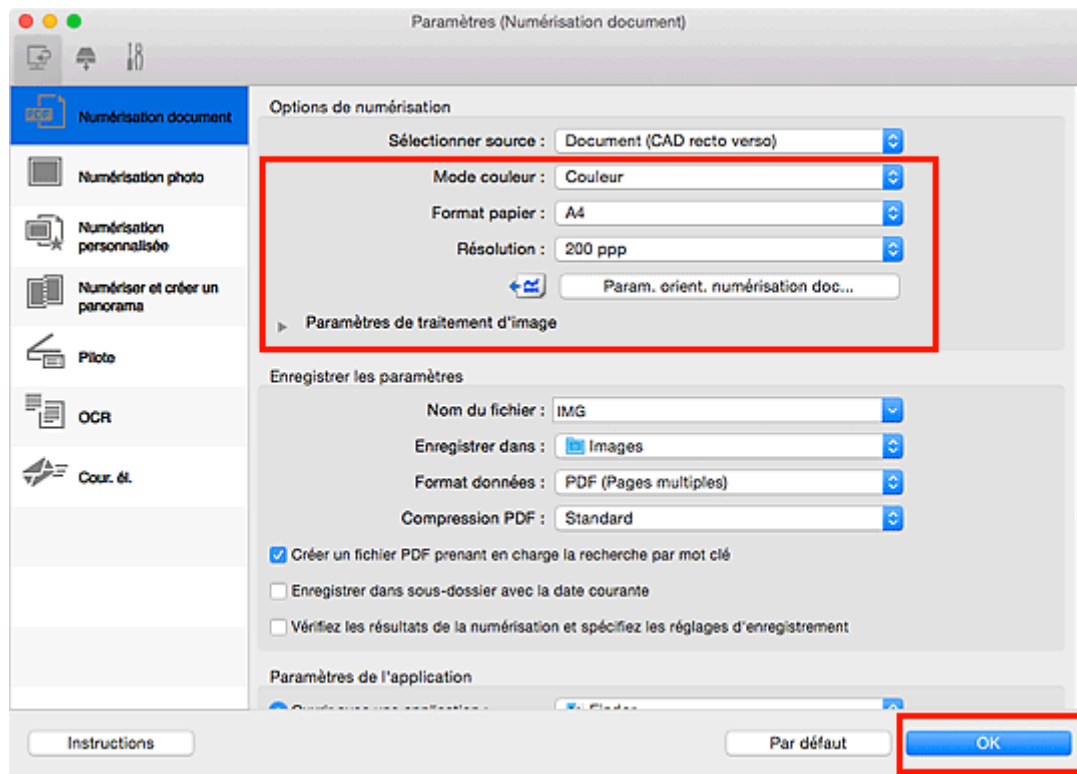 Paramètres (Numérisation document)
Numérisation document
Numérisation photo
Numérisation
personnalisée
Numériser et créer un
panorama
Pilote
OCR
Cour. él.
Options de numérisation
Sélectionner source : Document (CAD recto verso)
Mode couleur : Couleur
Format papier : A4
Résolution : 200 ppp
Param. orient. numérisation doc...
Paramètres de traitement d'image
Enregistrer les paramètres
Nom du fichier : IMG
Enregistrer dans : Images
Format données : PDF (Pages multiples)
Compression PDF : Standard
Créer un fichier PDF prenant en charge la recherche par mot clé
Enregistrer dans sous-dossier avec la date courante
Vérifiez les résultats de la numérisation et spécifiez les réglages d'enregistrement
Paramètres de l'application
Instructions
Par défaut
OK